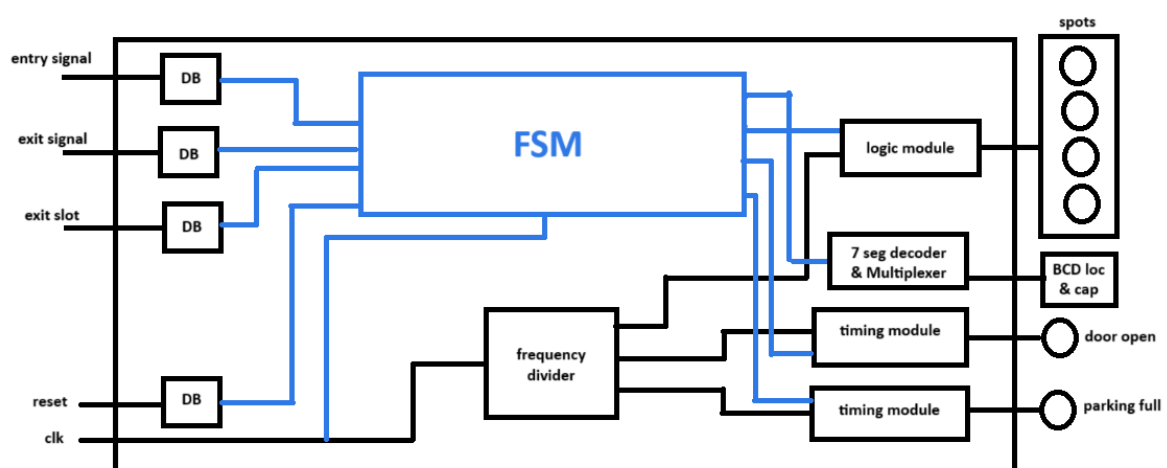 spots
entry signal
DB
exit signal
DB
FSM
logic module
exit slot
DB
7 seg decoder
& Multiplexer
BCD loc
& cap
frequency
divider
timing module
door open
reset
DB
timing module
parking full
clk